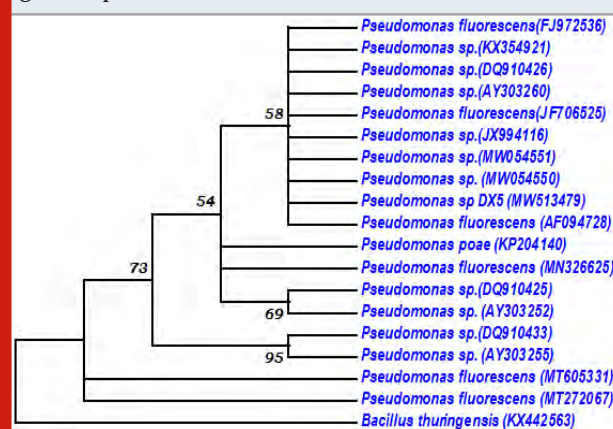 Pseudomonas fluorescens(FJ972536)
Pseudomonas sp.(KX354921)
Pseudomonas sp.(DQ910426)
Pseudomonas sp.(AY303260)
58
Pseudomonas fluorescens(JF706525)
Pseudomonas sp.(JX994116)
Pseudomonas sp.(MW054551)
Pseudomonas sp. (MW054550)
54
Pseudomonas sp DX5 (MW513479)
Pseudomonas fluorescens (AF094728)
Pseudomonas poae (KP204140)
73
Pseudomonas fluorescens (MN326625)
Pseudomonas sp.(DQ910425)
69
Pseudomonas sp. (AY303252)
Pseudomonas sp.(DQ910433)
95
Pseudomonas sp. (AY303255)
Pseudomonas fluorescens (MT605331)
Pseudomonas fluorescens (MT272067)
Bacillus thuringensis (KX442563)